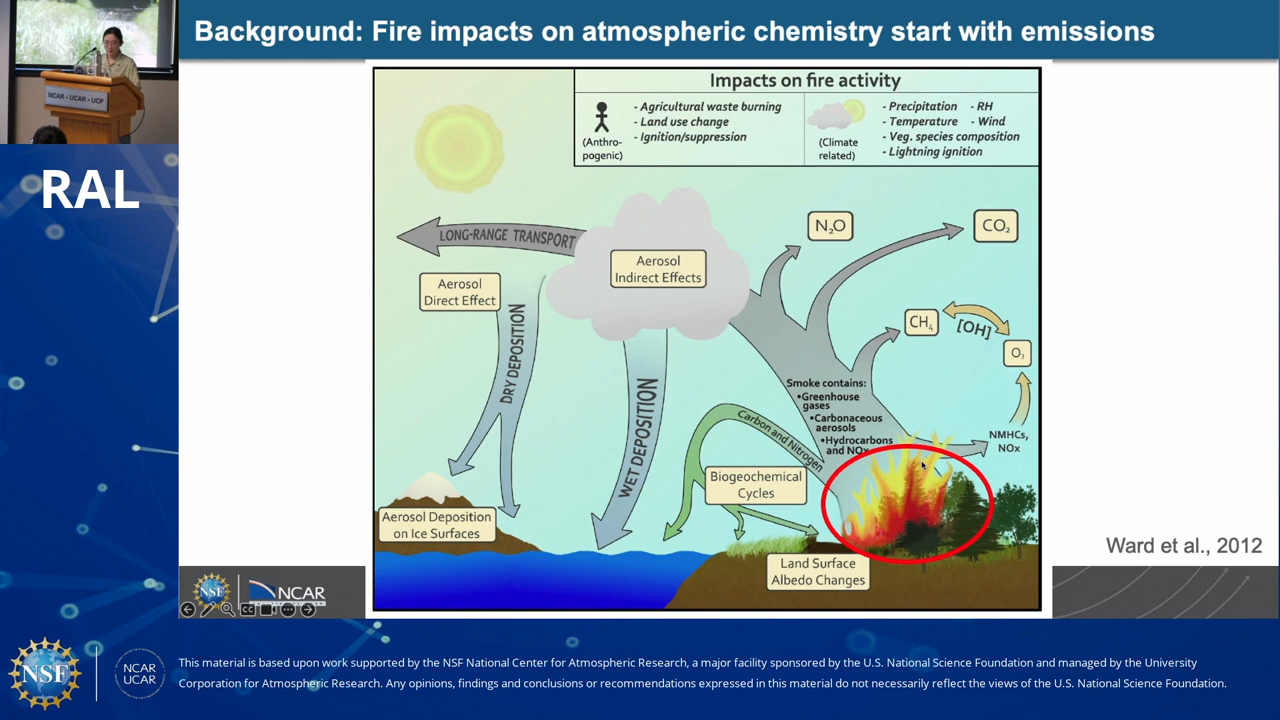 Background: Fire impacts on atmospheric chemistry start with emissions
NCAR • UCAR • UCP
RAL
Impacts on fire activity
(Anthro-
pogenic)
- Agricultural waste burning
- Land use change
- Ignition/suppression
(Climate
related)
- Precipitation - RH
- Temperature - Wind
- Veg. species composition
- Lightning ignition
LONG-RANGE TRANSPORT
Aerosol
Indirect Effects
N₂O
CO₂
Aerosol
Direct Effect
DRY DEPOSITION
WET DEPOSITION
CH₄
[OH]
O₃
Smoke contains:
•Greenhouse
gases
•Carbonaceous
aerosols
•Hydrocarbons
and NOx
NMHCs,
NOx
Carbon and Nitrogen
Biogeochemical
Cycles
Aerosol Deposition
on Ice Surfaces
Land Surface
Albedo Changes
Ward et al., 2012
NSF
NCAR
CC
NSF
NCAR
UCAR
This material is based upon work supported by the NSF National Center for Atmospheric Research, a major facility sponsored by the U.S. National Science Foundation and managed by the University
Corporation for Atmospheric Research. Any opinions, findings and conclusions or recommendations expressed in this material do not necessarily reflect the views of the U.S. National Science Foundation.